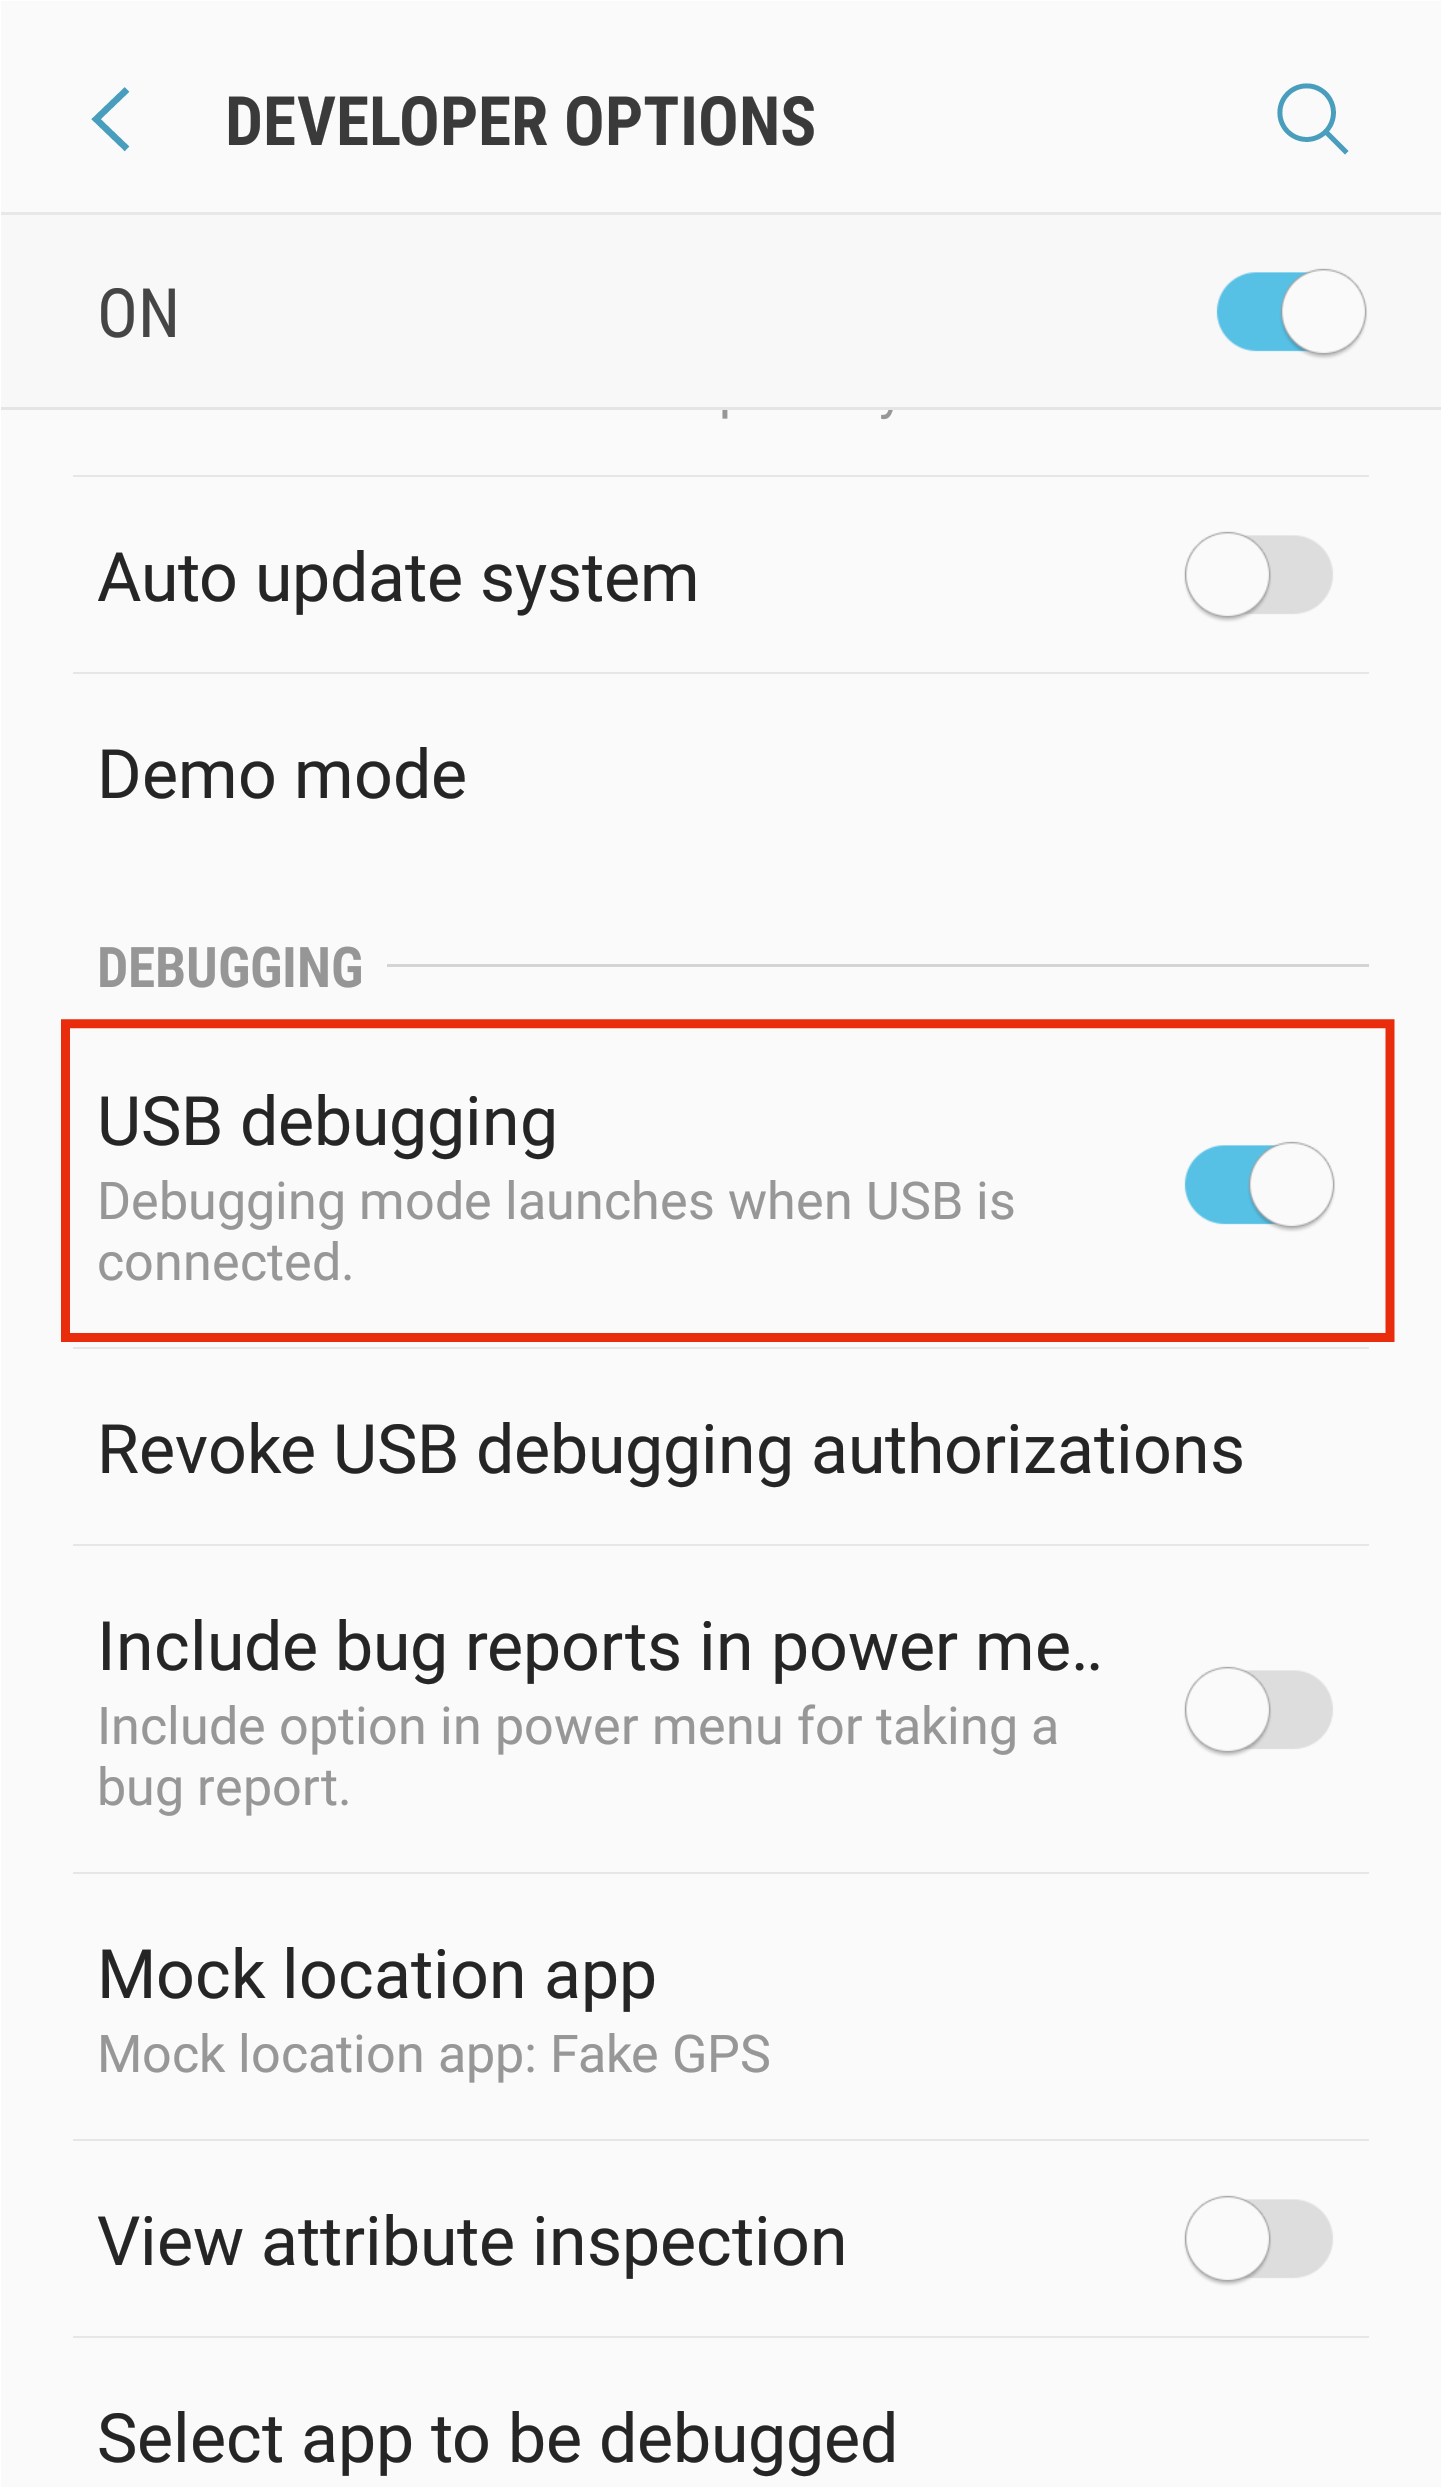 DEVELOPER OPTIONS
ON
Auto update system
Demo mode
DEBUGGING
USB debugging
Debugging mode launches when USB is
connected.
Revoke USB debugging authorizations
Include bug reports in power me..
Include option in power menu for taking a
bug report.
Mock location app
Mock location app: Fake GPS
View attribute inspection
Select app to be debugged